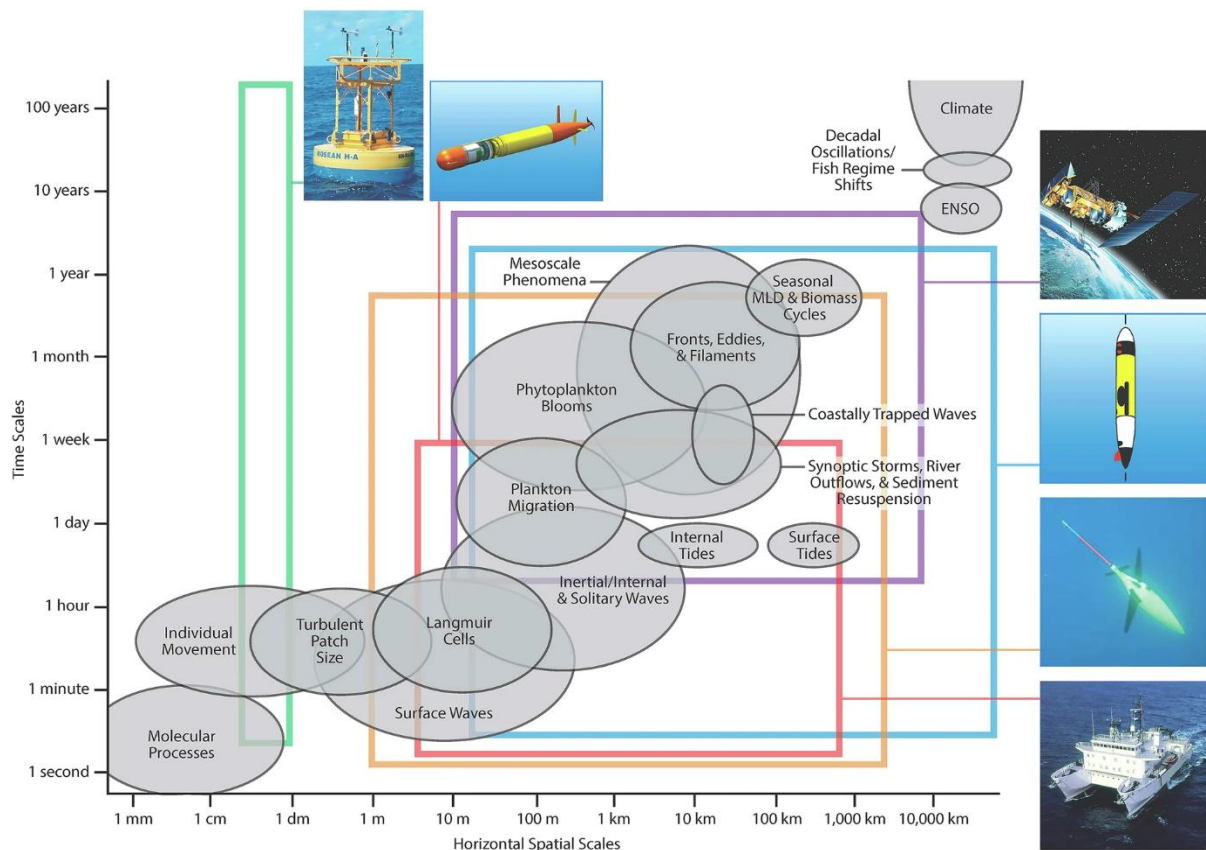 BOSEAN H-A
100 years
10 years
1 year
1 month
1 week
1 day
1 hour
1 minute
1 second
Time Scales
Climate
Decadal
Oscillations/
Fish Regime
Shifts
ENSO
Mesoscale
Phenomena
Seasonal
MLD & Biomass
Cycles
Fronts, Eddies,
& Filaments
Phytoplankton
Blooms
Coastally Trapped Waves
Synoptic Storms, River
Outflows, & Sediment
Resuspension
Plankton
Migration
Internal
Tides
Surface
Tides
Inertial/Internal
& Solitary Waves
Individual
Movement
Turbulent
Patch
Size
Langmuir
Cells
Surface Waves
Molecular
Processes
1 mm
1 cm
1 dm
1 m
10 m
100 m
1 km
10 km
100 km
1,000 km
10,000 km
Horizontal Spatial Scales